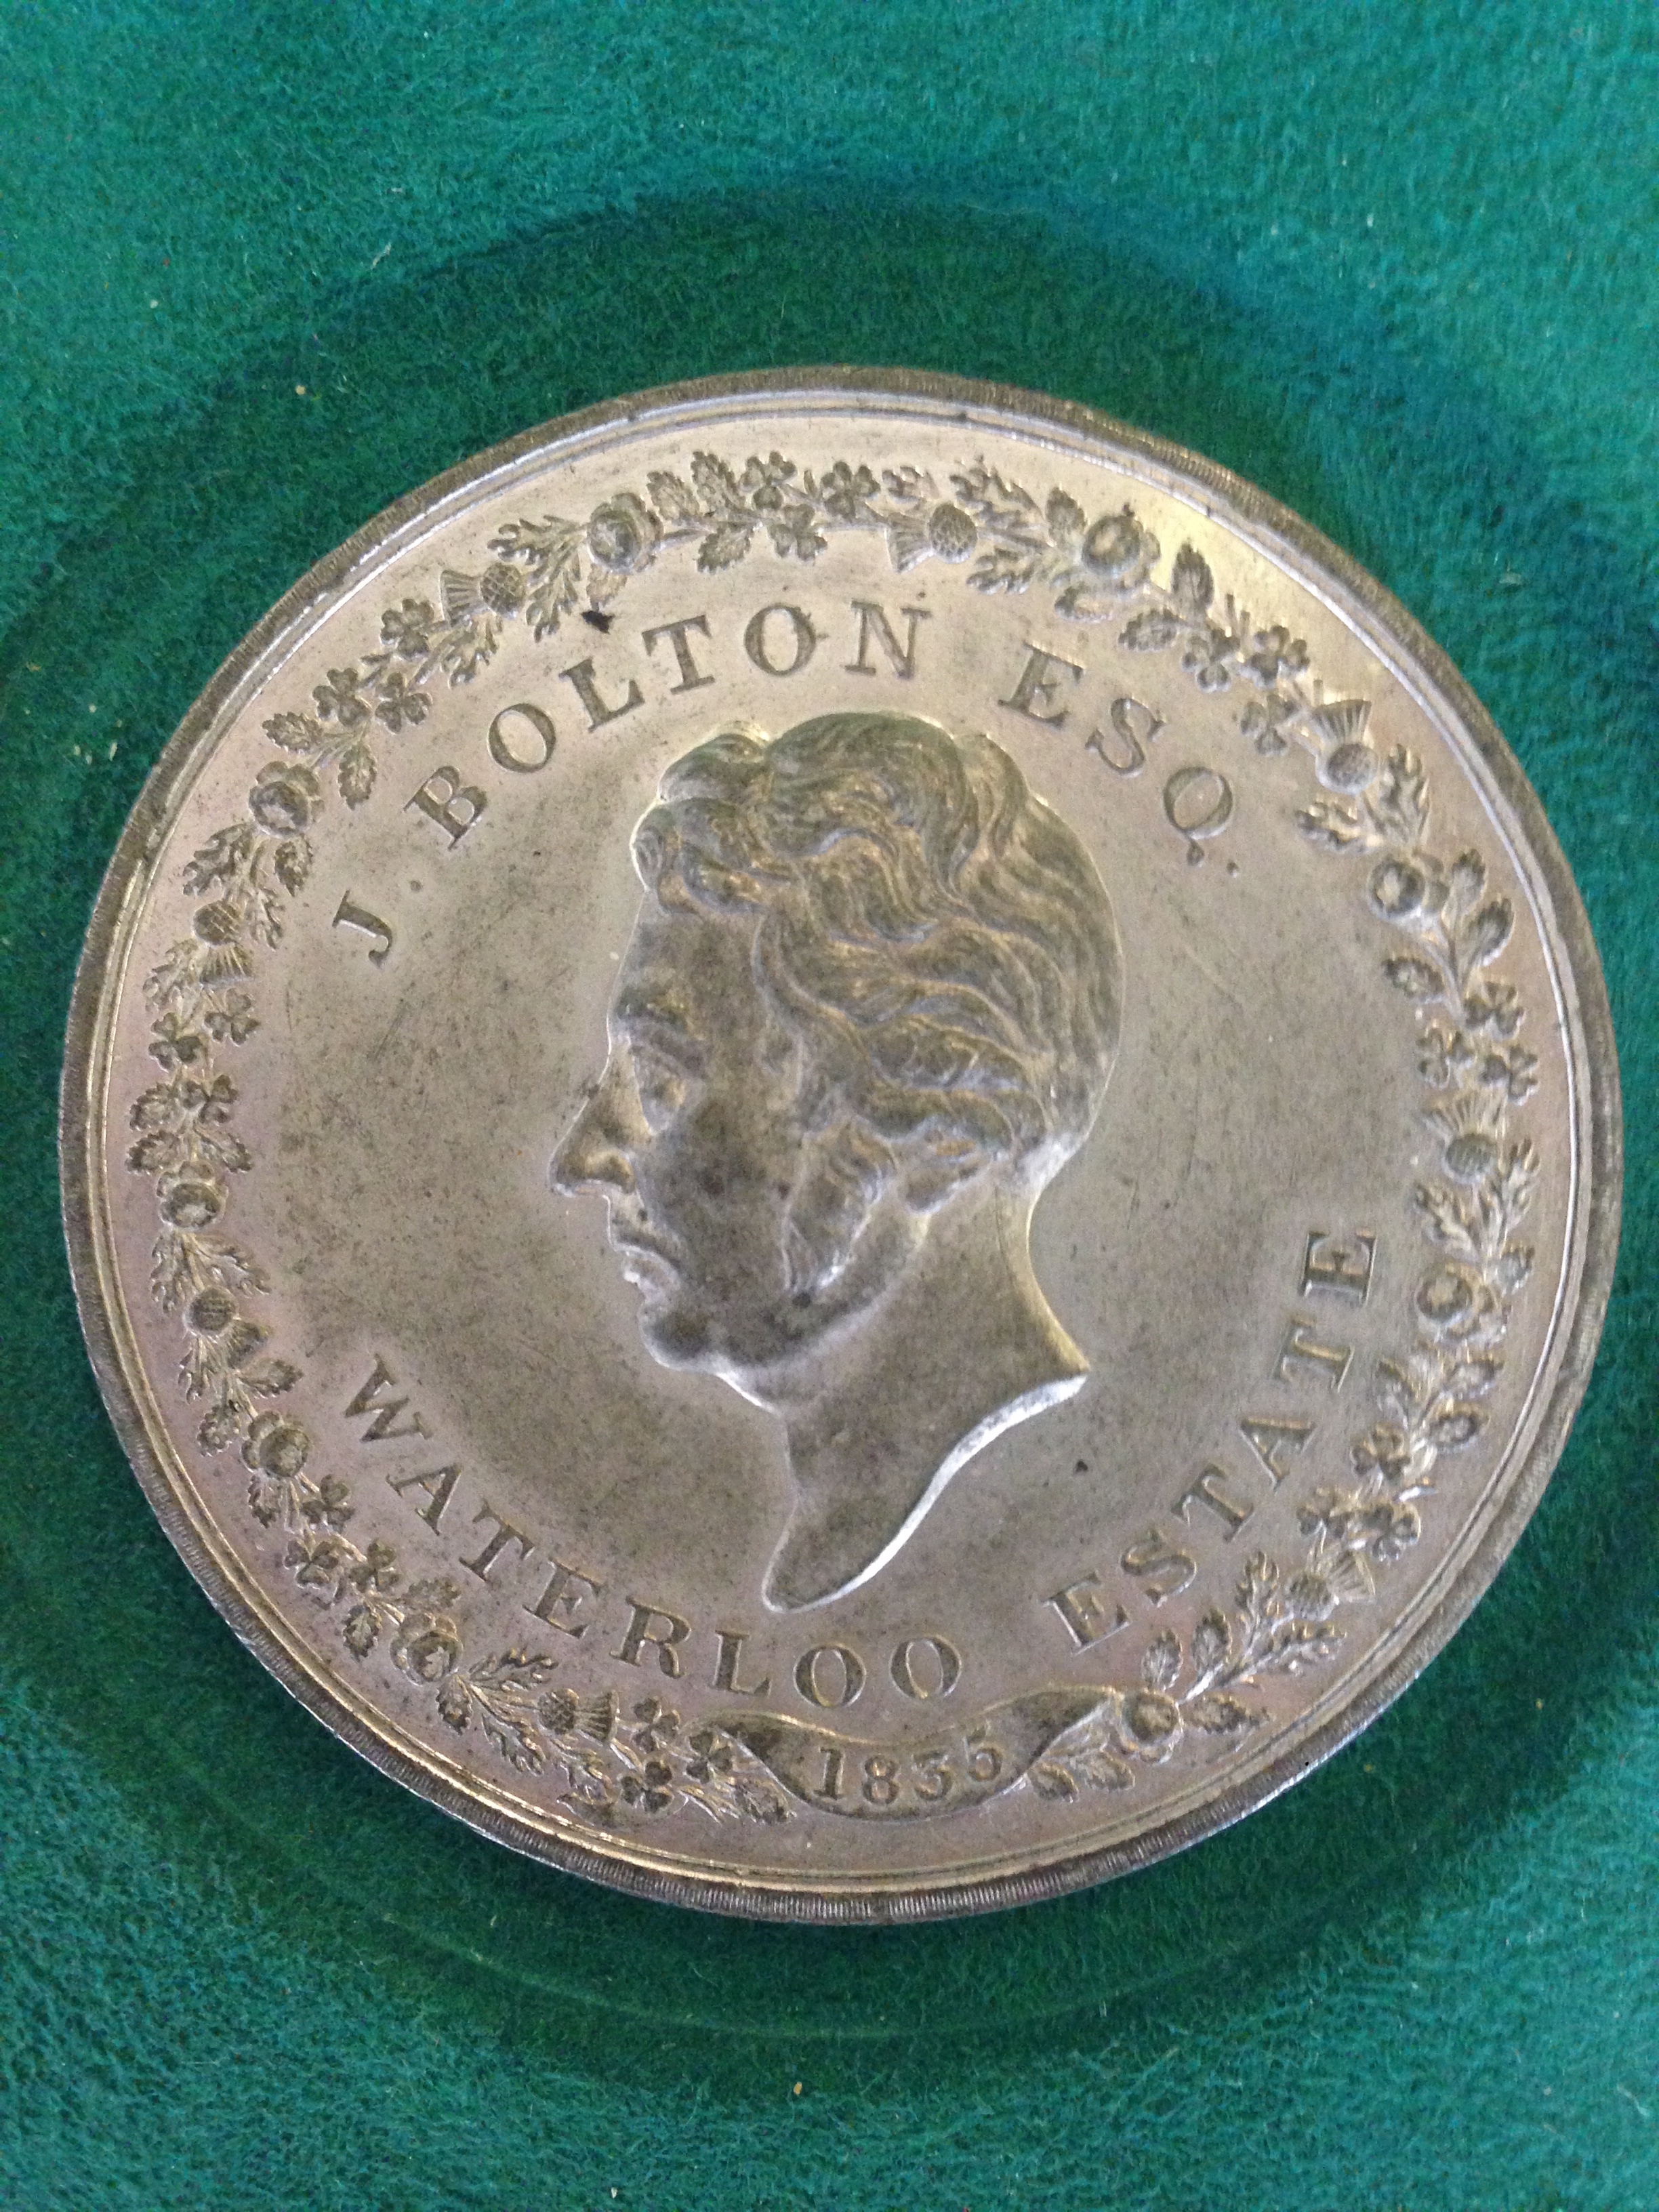 J. BOLTON ESQ.
WATERLOO ESTATE
1835